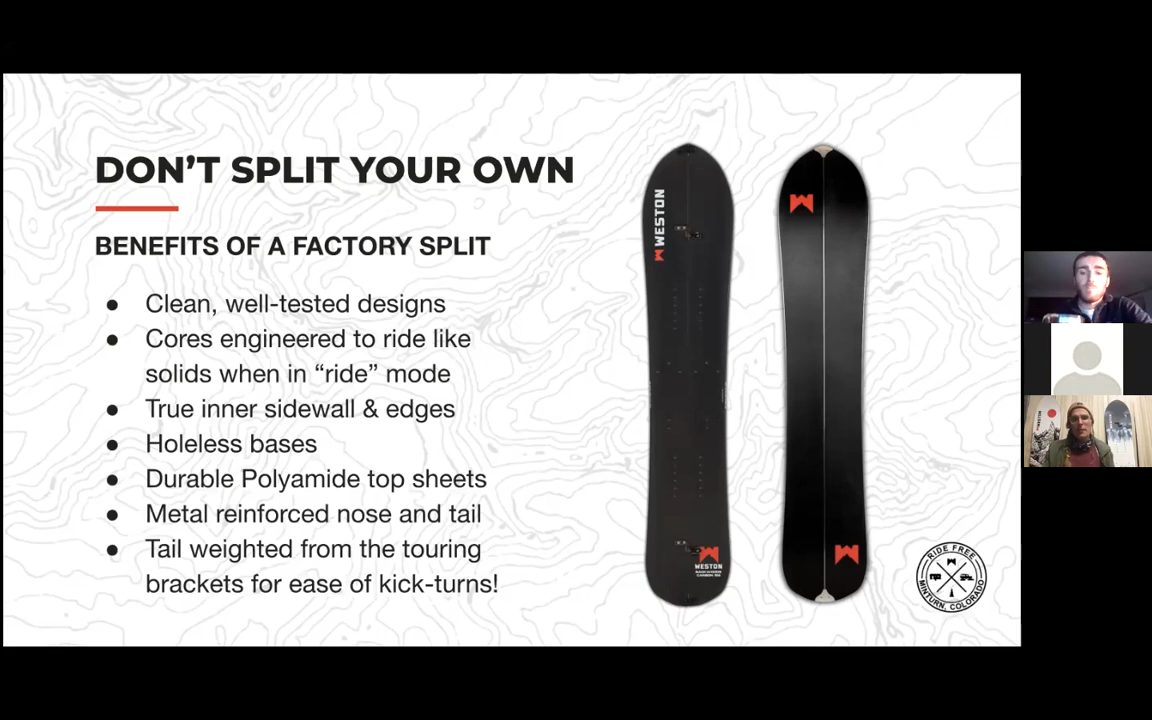 DON'T SPLIT YOUR OWN
BENEFITS OF A FACTORY SPLIT
● Clean, well-tested designs
● Cores engineered to ride like
solids when in “ride” mode
● True inner sidewall & edges
● Holeless bases
● Durable Polyamide top sheets
● Metal reinforced nose and tail
● Tail weighted from the touring
brackets for ease of kick-turns!
WESTON
WESTON
RIDE FREE
MINTURN, COLORADO